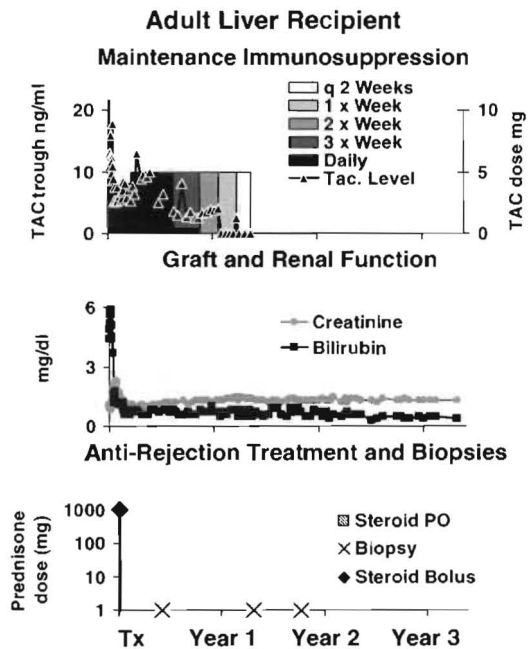 Adult Liver Recipient
Maintenance Immunosuppression
q 2 Weeks
1 x Week
2 x Week
3 x Week
Daily
Tac. Level
TAC trough ng/ml
20
10
0
TAC dose mg
10
5
0
Graft and Renal Function
mg/dl
6
3
0
Creatinine
Bilirubin
Anti-Rejection Treatment and Biopsies
Prednisone
dose (mg)
1000
100
10
1
Steroid PO
Biopsy
Steroid Bolus
Tx Year 1 Year 2 Year 3